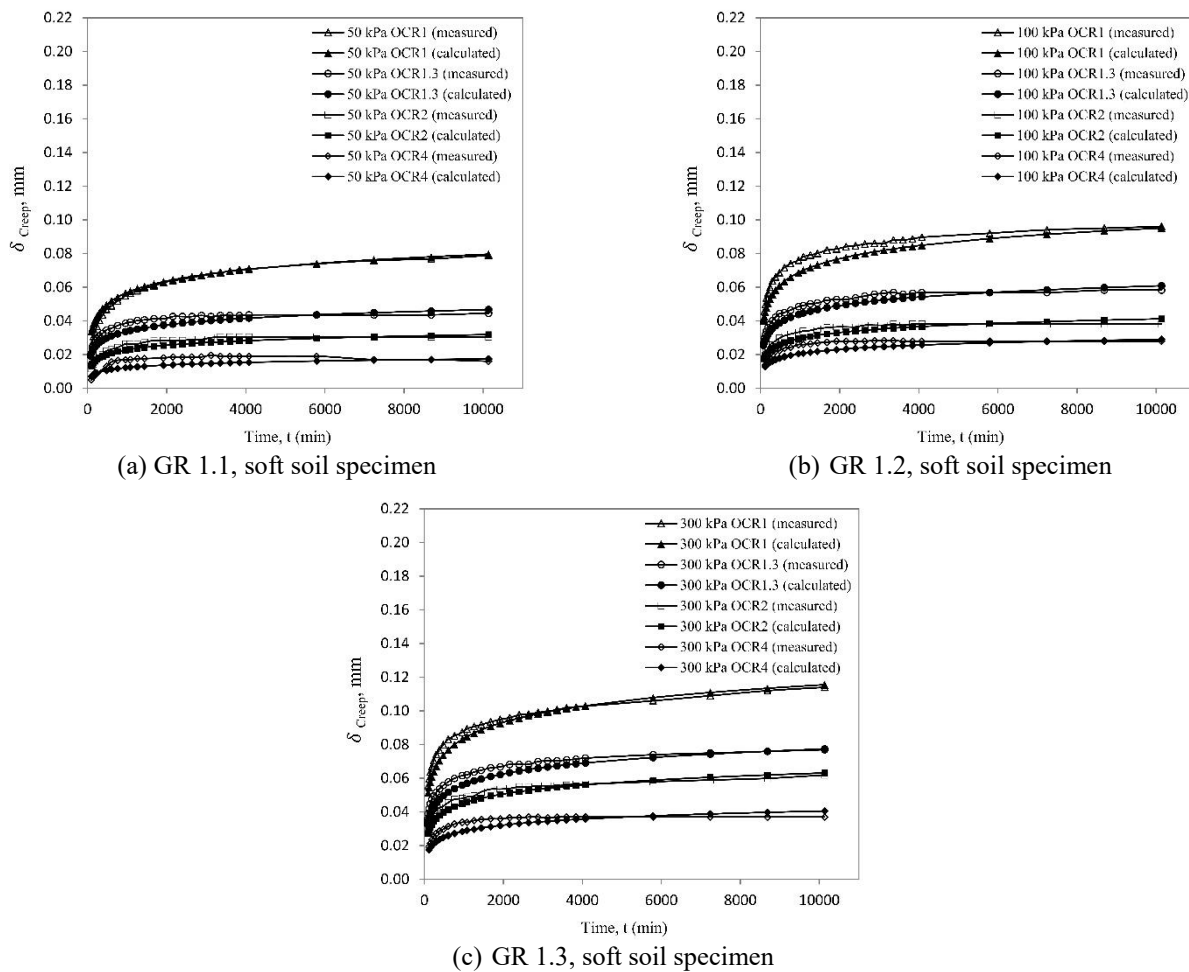 0.22
0.20
0.18
0.16
0.14
0.12
0.10
0.08
0.06
0.04
0.02
0.00
δ Creep, mm
50 kPa OCR1 (measured)
50 kPa OCR1 (calculated)
50 kPa OCR1.3 (measured)
50 kPa OCR1.3 (calculated)
50 kPa OCR2 (measured)
50 kPa OCR2 (calculated)
50 kPa OCR4 (measured)
50 kPa OCR4 (calculated)
0 2000 4000 6000 8000 10000
Time, t (min)
(a) GR 1.1, soft soil specimen
0.22
0.20
0.18
0.16
0.14
0.12
0.10
0.08
0.06
0.04
0.02
0.00
δ Creep, mm
100 kPa OCR1 (measured)
100 kPa OCR1 (calculated)
100 kPa OCR1.3 (measured)
100 kPa OCR1.3 (calculated)
100 kPa OCR2 (measured)
100 kPa OCR2 (calculated)
100 kPa OCR4 (measured)
100 kPa OCR4 (calculated)
0 2000 4000 6000 8000 10000
Time, t (min)
(b) GR 1.2, soft soil specimen
0.22
0.20
0.18
0.16
0.14
0.12
0.10
0.08
0.06
0.04
0.02
0.00
δ Creep, mm
300 kPa OCR1 (measured)
300 kPa OCR1 (calculated)
300 kPa OCR1.3 (measured)
300 kPa OCR1.3 (calculated)
300 kPa OCR2 (measured)
300 kPa OCR2 (calculated)
300 kPa OCR4 (measured)
300 kPa OCR4 (calculated)
0 2000 4000 6000 8000 10000
Time, t (min)
(c) GR 1.3, soft soil specimen